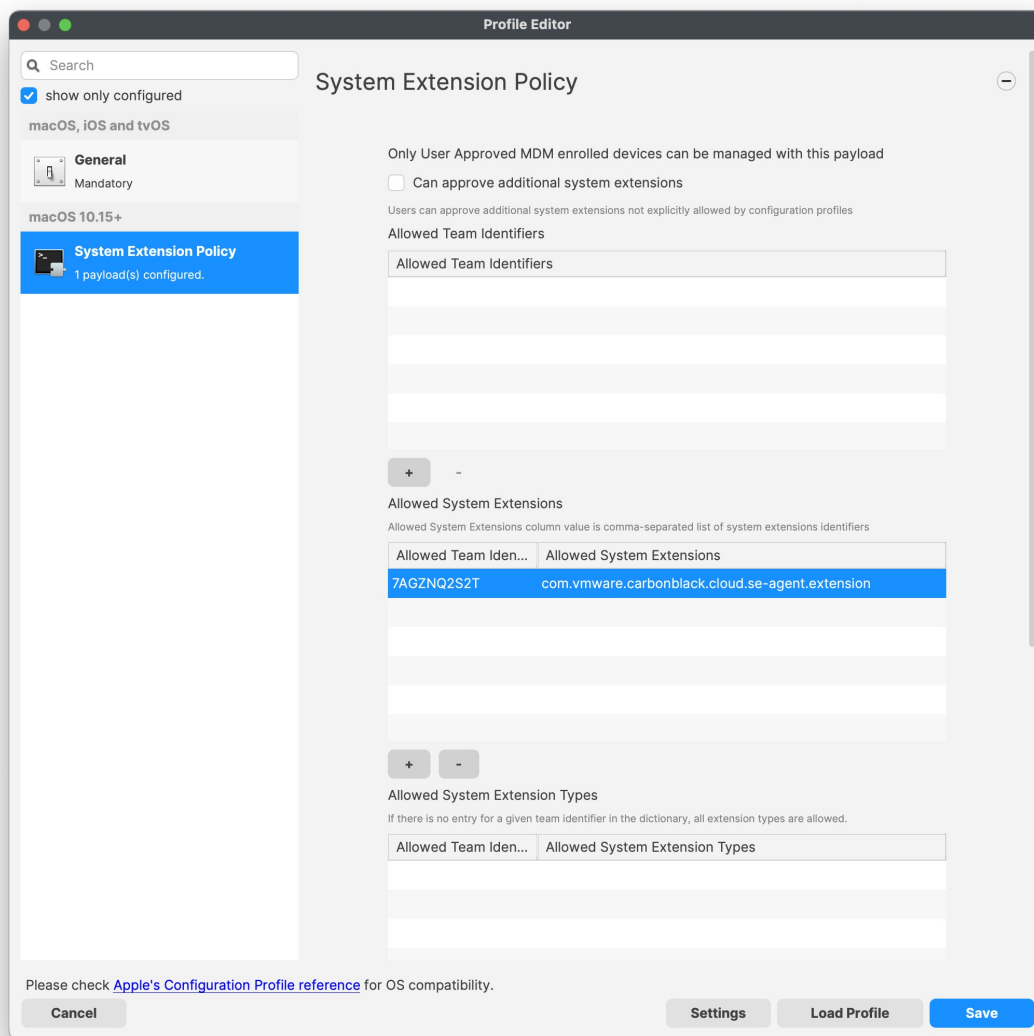 Profile Editor
Search
show only configured
macOS, iOS and tvOS
General
Mandatory
macOS 10.15+
System Extension Policy
1 payload(s) configured.
System Extension Policy
Only User Approved MDM enrolled devices can be managed with this payload
Can approve additional system extensions
Users can approve additional system extensions not explicitly allowed by configuration profiles
Allowed Team Identifiers
Allowed Team Identifiers
+ -
Allowed System Extensions
Allowed System Extensions column value is comma-separated list of system extensions identifiers
Allowed Team Iden... Allowed System Extensions
7AGZNQ2S2T com.vmware.carbonblack.cloud.se-agent.extension
+ -
Allowed System Extension Types
If there is no entry for a given team identifier in the dictionary, all extension types are allowed.
Allowed Team Iden... Allowed System Extension Types
Please check Apple's Configuration Profile reference for OS compatibility.
Cancel Settings Load Profile Save